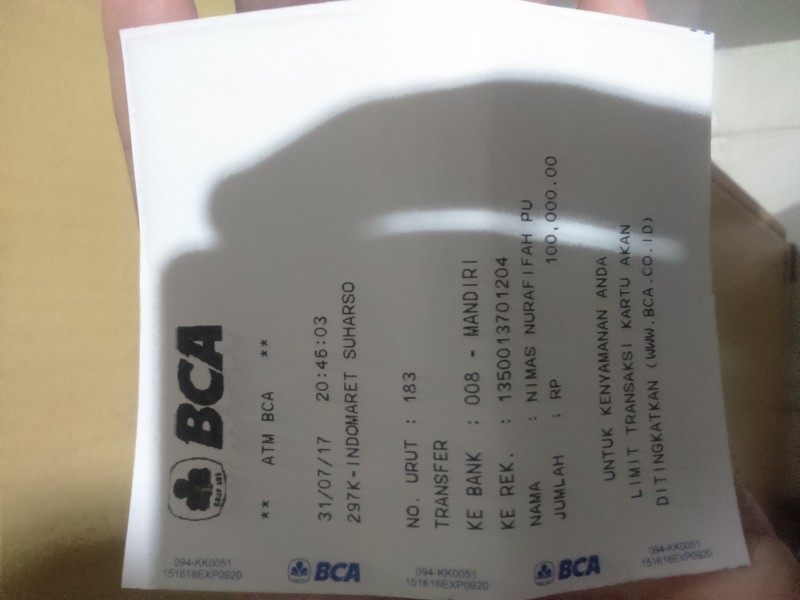 BCA
** ATM BCA **
31/07/17 20:46:03
297K-INDOMARET SUHARSO
NO. URUT : 183
TRANSFER
KE BANK : 008 - MANDIRI
KE REK. : 1350013701204
NAMA : NIMAS NURAFIFAH PU
JUMLAH : RP 100,000.00
UNTUK KENYAMANAN ANDA
LIMIT TRANSAKSI KARTU AKAN
DITINGKATKAN (WWW.BCA.CO.ID)
094-KK0051
151616EXP0920
BCA
094-KK0051
151616EXP0920
BCA
094-KK0051
151616EXP0920